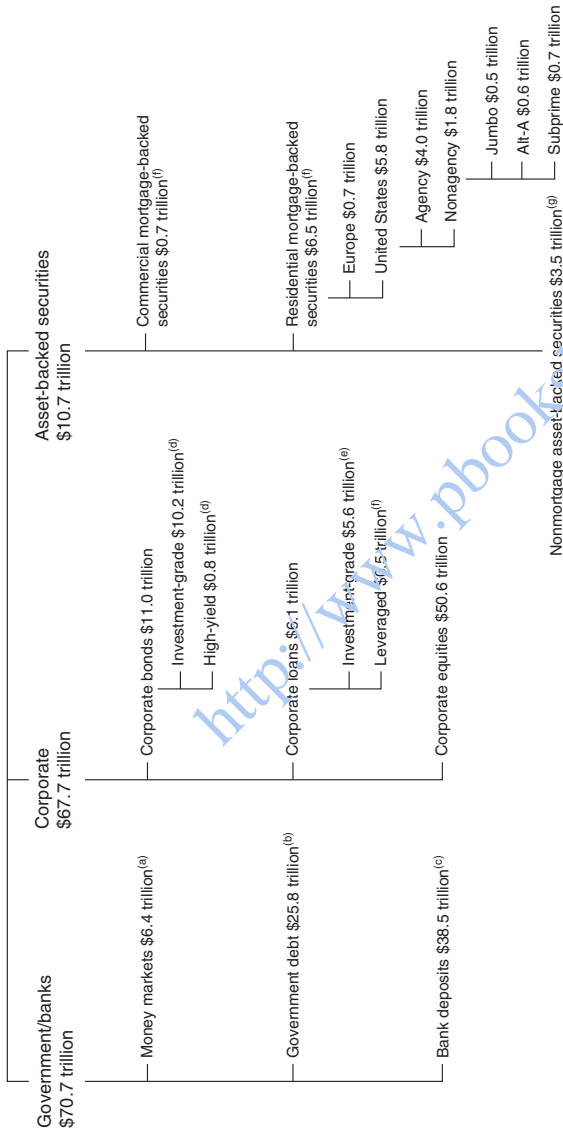 Government/banks
$70.7 trillion
Money markets $6.4 trillion(a)
Government debt $25.8 trillion(b)
Bank deposits $38.5 trillion(c)
Corporate
$67.7 trillion
Corporate bonds $11.0 trillion
Investment-grade $10.2 trillion(d)
High-yield $0.8 trillion(d)
Corporate loans $6.1 trillion
Investment-grade $5.6 trillion(e)
Leveraged $0.5 trillion(f)
Corporate equities $50.6 trillion
Asset-backed securities
$10.7 trillion
Commercial mortgage-backed
securities $0.7 trillion(f)
Residential mortgage-backed
securities $6.5 trillion(f)
Europe $0.7 trillion
United States $5.8 trillion
Agency $4.0 trillion
Nonagency $1.8 trillion
Jumbo $0.5 trillion
Alt-A $0.6 trillion
Subprime $0.7 trillion
Nonmortgage asset-backed securities $3.5 trillion(g)
http://www.pbook